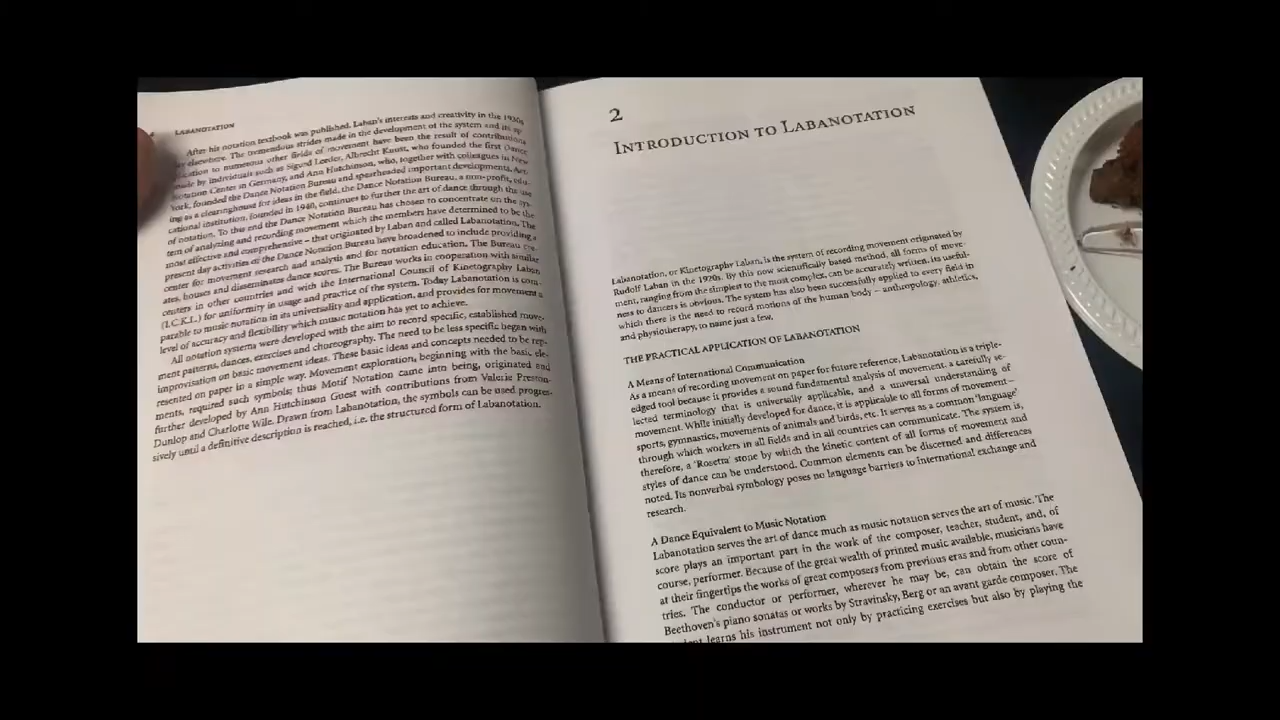 4 LABANOTATION
After his notation textbook was published. Laban's interests and creativity in the 1930s
lay elsewhere. The tremendous strides made in the development of the system and its ap-
plication to numerous other fields of movement have been the result of contributions
made by individuals such as Sigurd Leeder, Albrecht Knust, who founded the first Dance
Notation Center in Germany, and Ann Hutchinson, who, together with colleagues in New
York, founded the Dance Notation Bureau and spearheaded important developments. Act-
ing as a clearinghouse for ideas in the field, the Dance Notation Bureau, a non-profit, edu-
cational institution, founded in 1940, continues to further the art of dance through the use
of notation. To this end the Dance Notation Bureau has chosen to concentrate on the sys-
tem of analyzing and recording movement which the members have determined to be the
most effective and comprehensive – that originated by Laban and called Labanotation. The
present day activities of the Dance Notation Bureau have broadened to include providing a
center for movement research and analysis and for notation education. The Bureau cre-
ates, houses and disseminates dance scores. The Bureau works in cooperation with similar
centers in other countries and with the International Council of Kinetography Laban
(I.C.K.L.) for uniformity in usage and practice of the system. Today Labanotation is com-
parable to music notation in its universality and application, and provides for movement a
level of accuracy and flexibility which music notation has yet to achieve.
All notation systems were developed with the aim to record specific, established move-
ment patterns, dances, exercises and choreography. The need to be less specific began with
improvisation on basic movement ideas. These basic ideas and concepts needed to be rep-
resented on paper in a simple way. Movement exploration, beginning with the basic ele-
ments, required such symbols; thus Motif Notation came into being, originated and
further developed by Ann Hutchinson Guest with contributions from Valerie Preston-
Dunlop and Charlotte Wile. Drawn from Labanotation, the symbols can be used progres-
sively until a definitive description is reached, i.e. the structured form of Labanotation.
2
INTRODUCTION TO LABANOTATION
Labanotation, or Kinetography Laban, is the system of recording movement originated by
Rudolf Laban in the 1920s. By this now scientifically based method, all forms of move-
ment, ranging from the simplest to the most complex, can be accurately written. Its useful-
ness to dancers is obvious. The system has also been successfully applied to every field in
which there is the need to record motions of the human body – anthropology, athletics,
and physiotherapy, to name just a few.
THE PRACTICAL APPLICATION OF LABANOTATION
A Means of International Communication
As a means of recording movement on paper for future reference, Labanotation is a triple-
edged tool because it provides a sound fundamental analysis of movement, a carefully se-
lected terminology that is universally applicable, and a universal understanding of
movement. While initially developed for dance, it is applicable to all forms of movement –
sports, gymnastics, movements of animals and birds, etc. It serves as a common 'language'
through which workers in all fields and in all countries can communicate. The system is,
therefore, a 'Rosetta' stone by which the kinetic content of all forms of movement and
styles of dance can be understood. Common elements can be discerned and differences
noted. Its nonverbal symbology poses no language barriers to international exchange and
research.
A Dance Equivalent to Music Notation
Labanotation serves the art of dance much as music notation serves the art of music. The
score plays an important part in the work of the composer, teacher, student, and, of
course, performer. Because of the great wealth of printed music available, musicians have
at their fingertips the works of great composers from previous eras and from other coun-
tries. The conductor or performer, wherever he may be, can obtain the score of
Beethoven's piano sonatas or works by Stravinsky, Berg or an avant garde composer. The
learns his instrument not only by practicing exercises but also by playing the